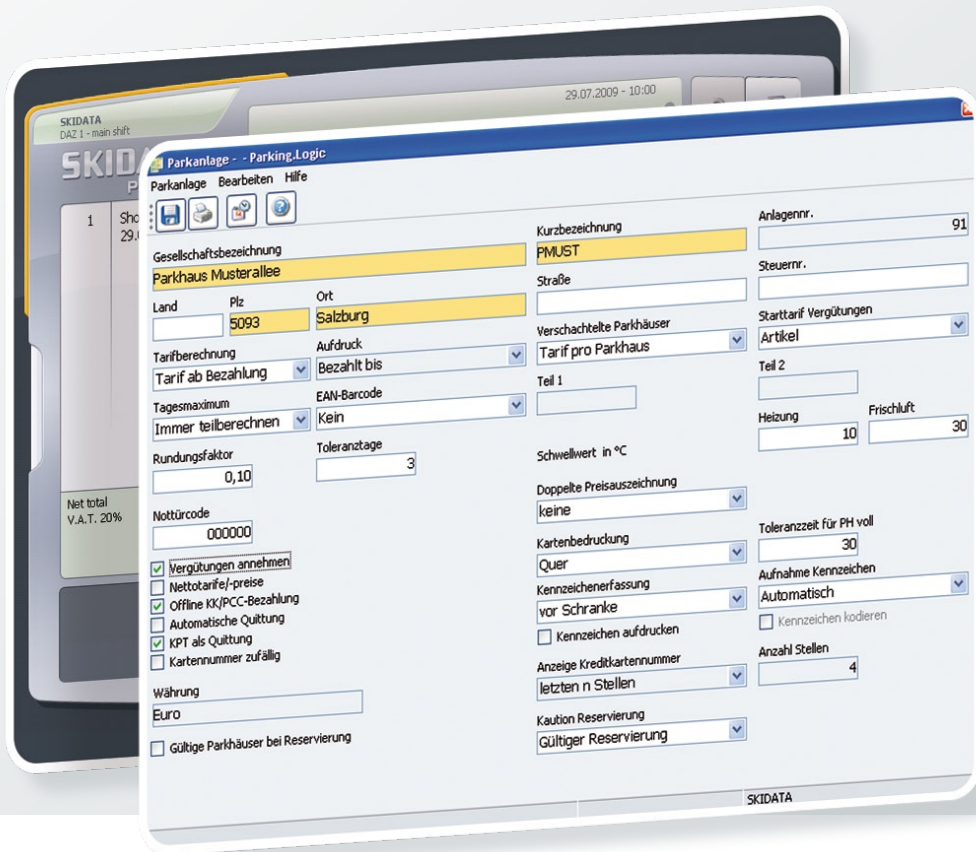 29.07.2009 - 10:00
SKIDATA
DAZ 1 - main shift
1
Net total
V.A.T. 20%
Parkanlage - - Parking.Logic
Parkanlage Bearbeiten Hilfe
Gesellschaftsbezeichnung
Parkhaus Musterallee
Kurzbezeichnung
PMUST
Anlagennr.
91
Land Plz Ort
5093 Salzburg
Straße
Steuernr.
Tarifberechnung
Tarif ab Bezahlung
Aufdruck
Bezahlt bis
Verschachtelte Parkhäuser
Tarif pro Parkhaus
Starttarif Vergütungen
Artikel
Tagesmaximum
Immer teilberechnen
EAN-Barcode
Kein
Teil 1
Teil 2
Rundungsfaktor
0,10
Toleranztage
3
Schwellwert in °C
Heizung
10
Frischluft
30
Nottürcode
000000
Doppelte Preisauszeichnung
keine
Vergütungen annehmen
Nettotarife/-preise
Offline KK/PCC-Bezahlung
Automatische Quittung
KPT als Quittung
Kartennummer zufällig
Kartenbedruckung
Quer
Toleranzzeit für PH voll
30
Kennzeichenerfassung
vor Schranke
Aufnahme Kennzeichen
Automatisch
Kennzeichen aufdrucken
Kennzeichen kodieren
Anzeige Kreditkartennummer
letzten n Stellen
Anzahl Stellen
4
Währung
Euro
Kaution Reservierung
Gültiger Reservierung
Gültige Parkhäuser bei Reservierung
SKIDATA